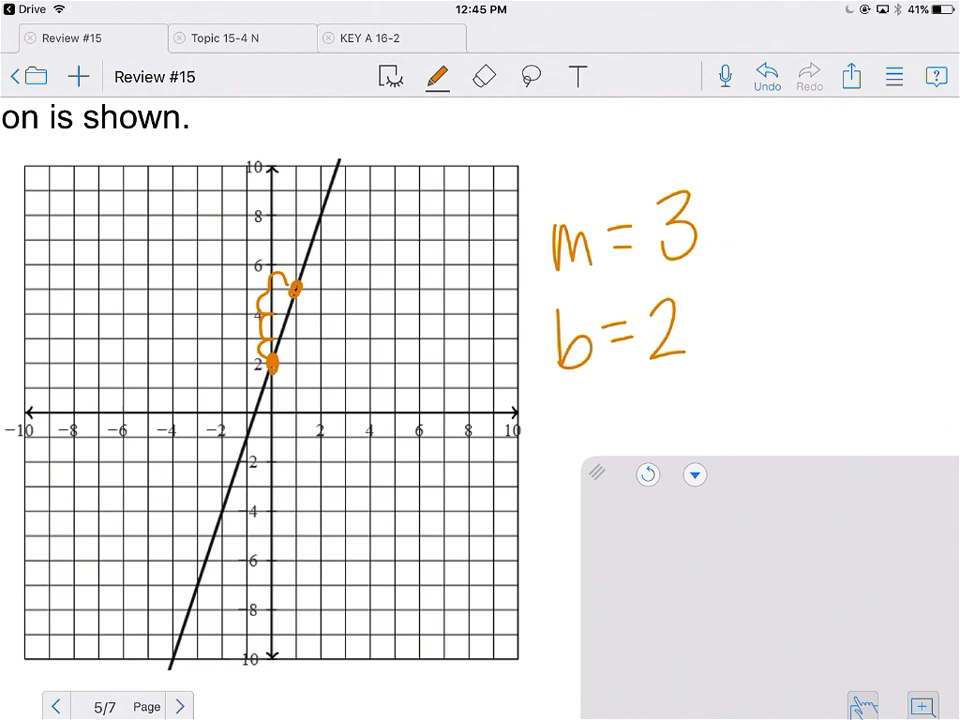 Drive
12:45 PM
41%
Review #15
Topic 15-4 N
KEY A 16-2
Review #15
T
Undo
Redo
?
on is shown.
10
8
6
4
2
−10 −8 −6 −4 −2 2 4 6 8 10
−2
−4
−6
−8
10
m = 3
b = 2
5/7 Page